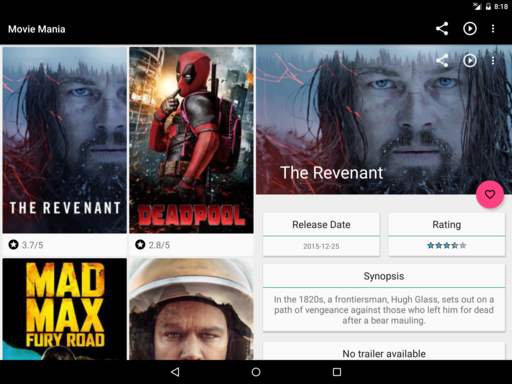 8:18
Movie Mania
THE REVENANT
3.7/5
DEADPOOL
2.8/5
MAD
MAX
FURY ROAD
The Revenant
Release Date
2015-12-25
Rating
Synopsis
In the 1820s, a frontiersman, Hugh Glass, sets out on a
path of vengeance against those who left him for dead
after a bear mauling.
No trailer available